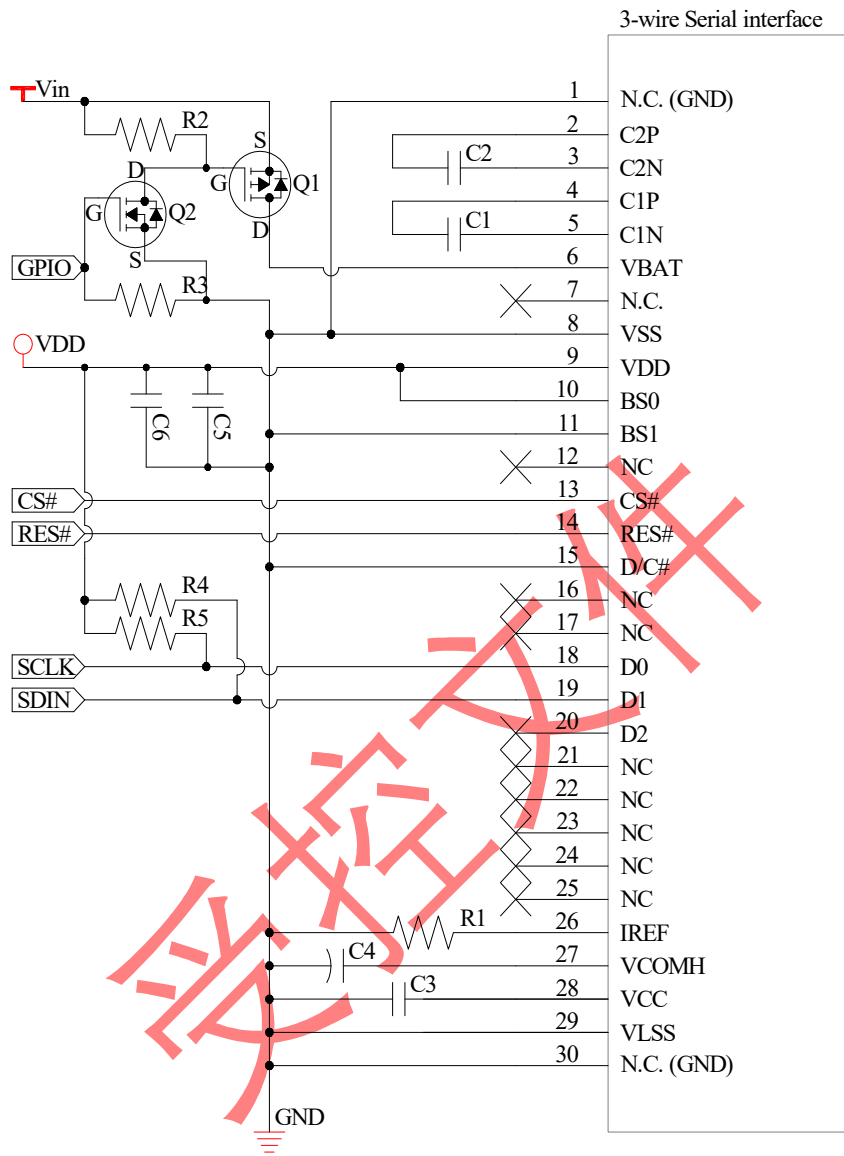 3-wire Serial interface
Vin
R2
S
G
Q1
D
D
G
Q2
S
GPIO
R3
VDD
C6
C5
CS#
RES#
R4
R5
SCLK
SDIN
C2
C1
1 N.C. (GND)
2 C2P
3 C2N
4 C1P
5 C1N
6 VBAT
7 N.C.
8 VSS
9 VDD
10 BS0
11 BS1
12 NC
13 CS#
14 RES#
15 D/C#
16 NC
17 NC
18 D0
19 D1
20 D2
21 NC
22 NC
23 NC
24 NC
25 NC
R1 26 IREF
C4 27 VCOMH
C3 28 VCC
29 VLSS
30 N.C. (GND)
GND
受控文件